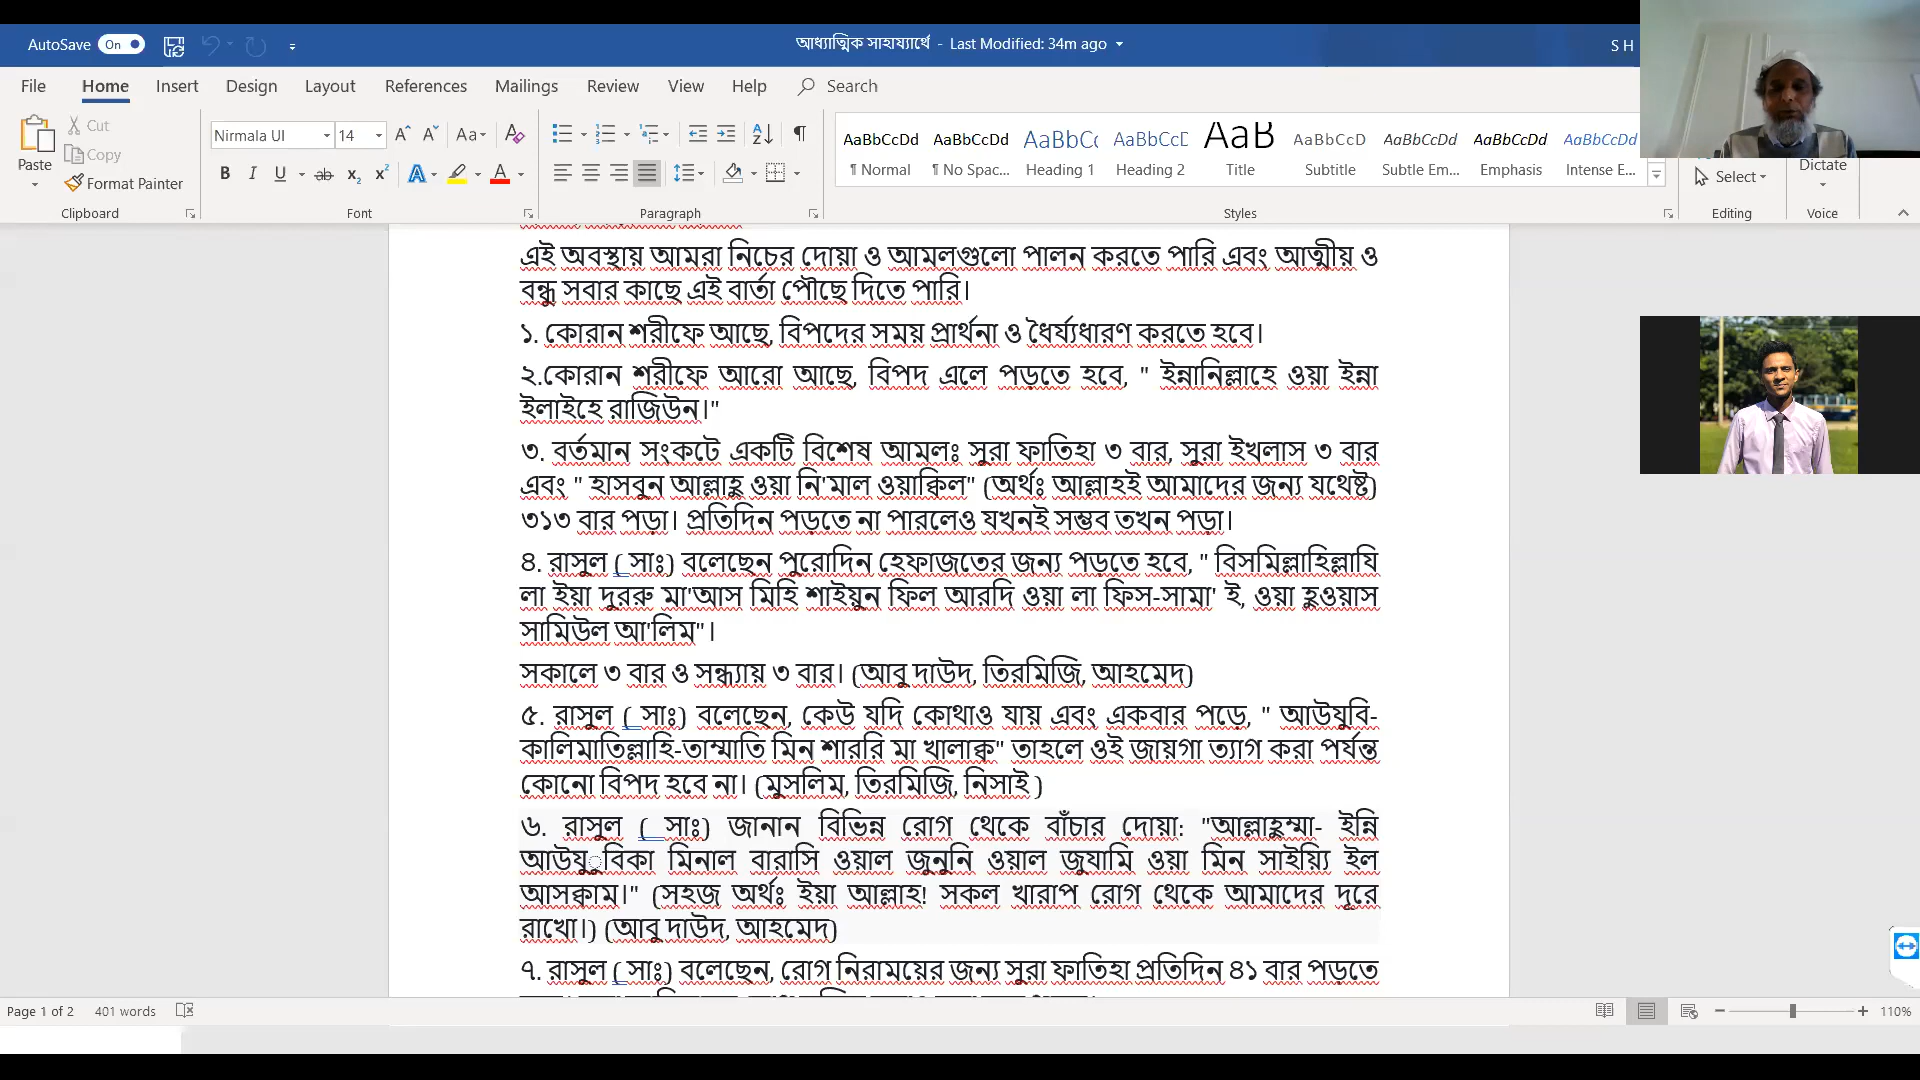 AutoSave On
আধ্যাত্মিক সাহায্যার্থে - Last Modified: 34m ago
S H
File Home Insert Design Layout References Mailings Review View Help Search
Paste
Cut
Copy
Format Painter
Clipboard
Nirmala UI 14
Font
Paragraph
AaBbCcDd AaBbCcDd AaBbCc AaBbCcD AaB AaBbCcD AaBbCcDd AaBbCcDd AaBbCcDd
¶ Normal ¶ No Spac... Heading 1 Heading 2 Title Subtitle Subtle Em... Emphasis Intense E...
Styles
Select
Editing
Dictate
Voice
এই অবস্থায় আমরা নিচের দোয়া ও আমলগুলো পালন করতে পারি এবং আত্মীয় ও
বন্ধু সবার কাছে এই বার্তা পৌছে দিতে পারি।
১. কোরান শরীফে আছে, বিপদের সময় প্রার্থনা ও ধৈর্য্যধারণ করতে হবে।
২.কোরান শরীফে আরো আছে, বিপদ এলে পড়তে হবে, " ইন্নানিল্লাহে ওয়া ইন্না
ইলাইহে রাজিউন।"
৩. বর্তমান সংকটে একটি বিশেষ আমলঃ সুরা ফাতিহা ৩ বার, সুরা ইখলাস ৩ বার
এবং " হাসবুন আল্লাহু ওয়া নি'মাল ওয়াক্বিল" (অর্থঃ আল্লাহই আমাদের জন্য যথেষ্ট)
৩১৩ বার পড়া। প্রতিদিন পড়তে না পারলেও যখনই সম্ভব তখন পড়া।
৪. রাসুল ( সাঃ) বলেছেন পুরোদিন হেফাজতের জন্য পড়তে হবে, " বিসমিল্লাহিল্লাযি
লা ইয়া দুররু মা'আস মিহি শাইয়ুন ফিল আরদি ওয়া লা ফিস-সামা' ই, ওয়া হুওয়াস
সামিউল আ'লিম"।
সকালে ৩ বার ও সন্ধ্যায় ৩ বার। (আবু দাউদ, তিরমিজি, আহমেদ)
৫. রাসুল ( সাঃ) বলেছেন, কেউ যদি কোথাও যায় এবং একবার পড়ে, " আউযুবি-
কালিমাতিল্লাহি-তাম্মাতি মিন শাররি মা খালাক্ব" তাহলে ওই জায়গা ত্যাগ করা পর্যন্ত
কোনো বিপদ হবে না। (মুসলিম, তিরমিজি, নিসাই )
৬. রাসুল ( সাঃ) জানান বিভিন্ন রোগ থেকে বাঁচার দোয়া: "আল্লাহুম্মা- ইন্নি
আউযুুবিকা মিনাল বারাসি ওয়াল জুনুনি ওয়াল জুযামি ওয়া মিন সাইয়্যি ইল
আসক্বাম।" (সহজ অর্থঃ ইয়া আল্লাহ! সকল খারাপ রোগ থেকে আমাদের দূরে
রাখো।) (আবু দাউদ, আহমেদ)
৭. রাসুল ( সাঃ) বলেছেন, রোগ নিরাময়ের জন্য সুরা ফাতিহা প্রতিদিন ৪১ বার পড়তে
Page 1 of 2 401 words
110%